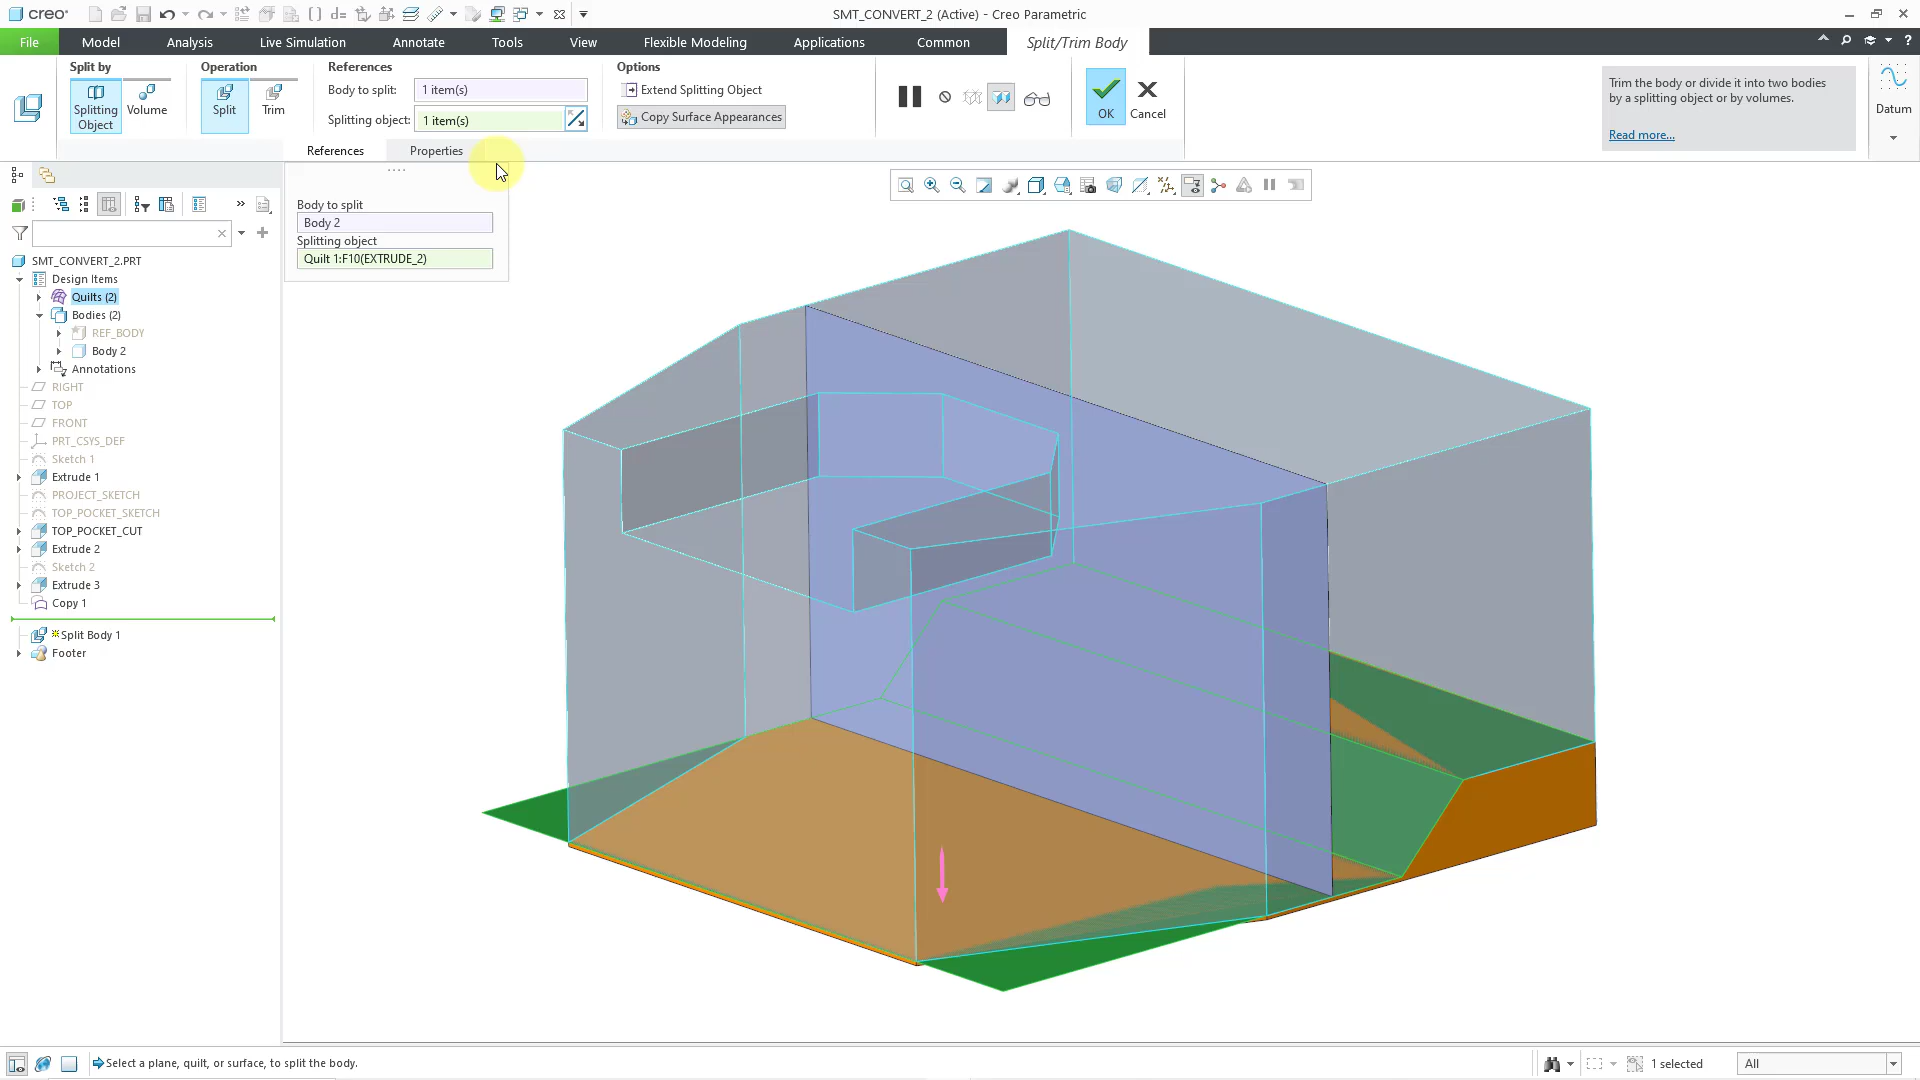 creo
SMT_CONVERT_2 (Active) - Creo Parametric
File
Model
Analysis
Live Simulation
Annotate
Tools
View
Flexible Modeling
Applications
Common
Split/Trim Body
Split by
Operation
References
Options
Splitting
Object
Volume
Split
Trim
Body to split:
1 item(s)
Splitting object:
1 item(s)
Extend Splitting Object
Copy Surface Appearances
OK
Cancel
Trim the body or divide it into two bodies
by a splitting object or by volumes.
Read more...
Datum
References
Properties
Body to split
Body 2
Splitting object
Quilt 1:F10(EXTRUDE_2)
SMT_CONVERT_2.PRT
Design Items
Quilts (2)
Bodies (2)
REF_BODY
Body 2
Annotations
RIGHT
TOP
FRONT
PRT_CSYS_DEF
Sketch 1
Extrude 1
PROJECT_SKETCH
TOP_POCKET_SKETCH
TOP_POCKET_CUT
Extrude 2
Sketch 2
Extrude 3
Copy 1
*Split Body 1
Footer
Select a plane, quilt, or surface, to split the body.
1 selected
All